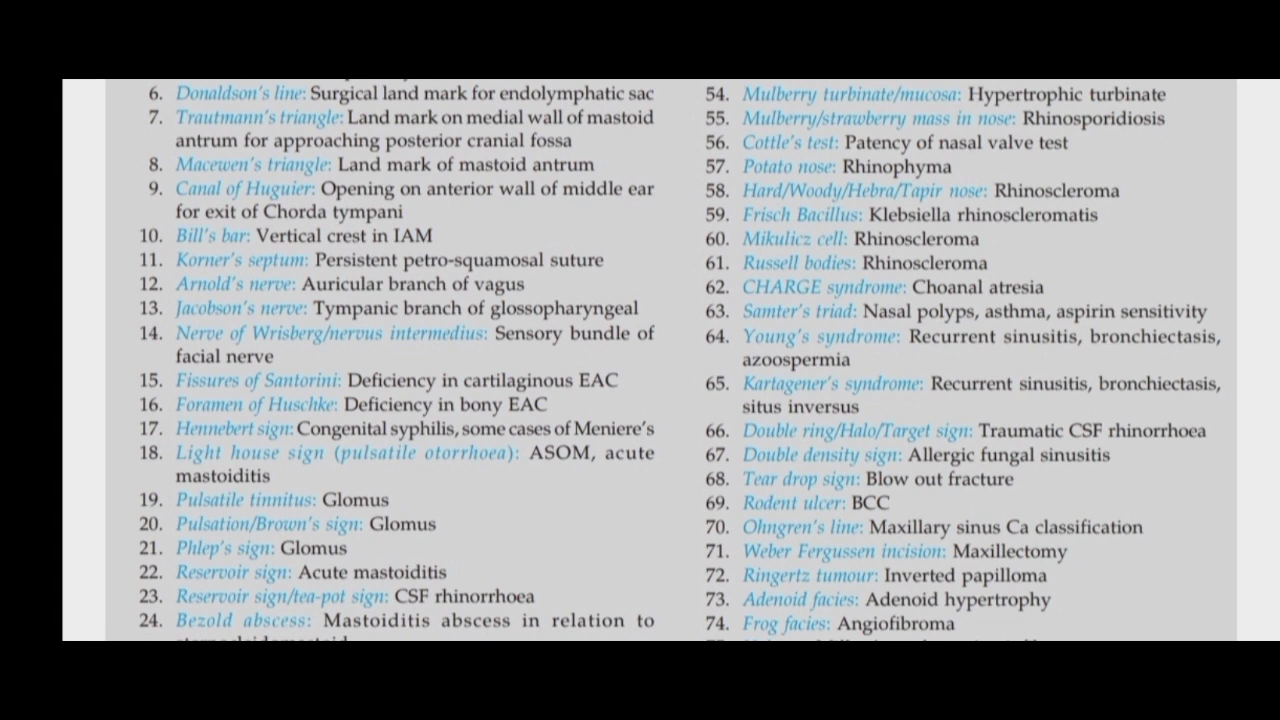 6. Donaldson's line: Surgical land mark for endolymphatic sac
7. Trautmann's triangle: Land mark on medial wall of mastoid
antrum for approaching posterior cranial fossa
8. Macewen's triangle: Land mark of mastoid antrum
9. Canal of Huguier: Opening on anterior wall of middle ear
for exit of Chorda tympani
10. Bill's bar: Vertical crest in IAM
11. Korner's septum: Persistent petro-squamosal suture
12. Arnold's nerve: Auricular branch of vagus
13. Jacobson's nerve: Tympanic branch of glossopharyngeal
14. Nerve of Wrisberg/nervus intermedius: Sensory bundle of
facial nerve
15. Fissures of Santorini: Deficiency in cartilaginous EAC
16. Foramen of Huschke: Deficiency in bony EAC
17. Hennebert sign: Congenital syphilis, some cases of Meniere's
18. Light house sign (pulsatile otorrhoea): ASOM, acute
mastoiditis
19. Pulsatile tinnitus: Glomus
20. Pulsation/Brown's sign: Glomus
21. Phlep's sign: Glomus
22. Reservoir sign: Acute mastoiditis
23. Reservoir sign/tea-pot sign: CSF rhinorrhoea
24. Bezold abscess: Mastoiditis abscess in relation to
54. Mulberry turbinate/mucosa: Hypertrophic turbinate
55. Mulberry/strawberry mass in nose: Rhinosporidiosis
56. Cottle's test: Patency of nasal valve test
57. Potato nose: Rhinophyma
58. Hard/Woody/Hebra/Tapir nose: Rhinoscleroma
59. Frisch Bacillus: Klebsiella rhinoscleromatis
60. Mikulicz cell: Rhinoscleroma
61. Russell bodies: Rhinoscleroma
62. CHARGE syndrome: Choanal atresia
63. Samter's triad: Nasal polyps, asthma, aspirin sensitivity
64. Young's syndrome: Recurrent sinusitis, bronchiectasis,
azoospermia
65. Kartagener's syndrome: Recurrent sinusitis, bronchiectasis,
situs inversus
66. Double ring/Halo/Target sign: Traumatic CSF rhinorrhoea
67. Double density sign: Allergic fungal sinusitis
68. Tear drop sign: Blow out fracture
69. Rodent ulcer: BCC
70. Ohngren's line: Maxillary sinus Ca classification
71. Weber Fergussen incision: Maxillectomy
72. Ringertz tumour: Inverted papilloma
73. Adenoid facies: Adenoid hypertrophy
74. Frog facies: Angiofibroma